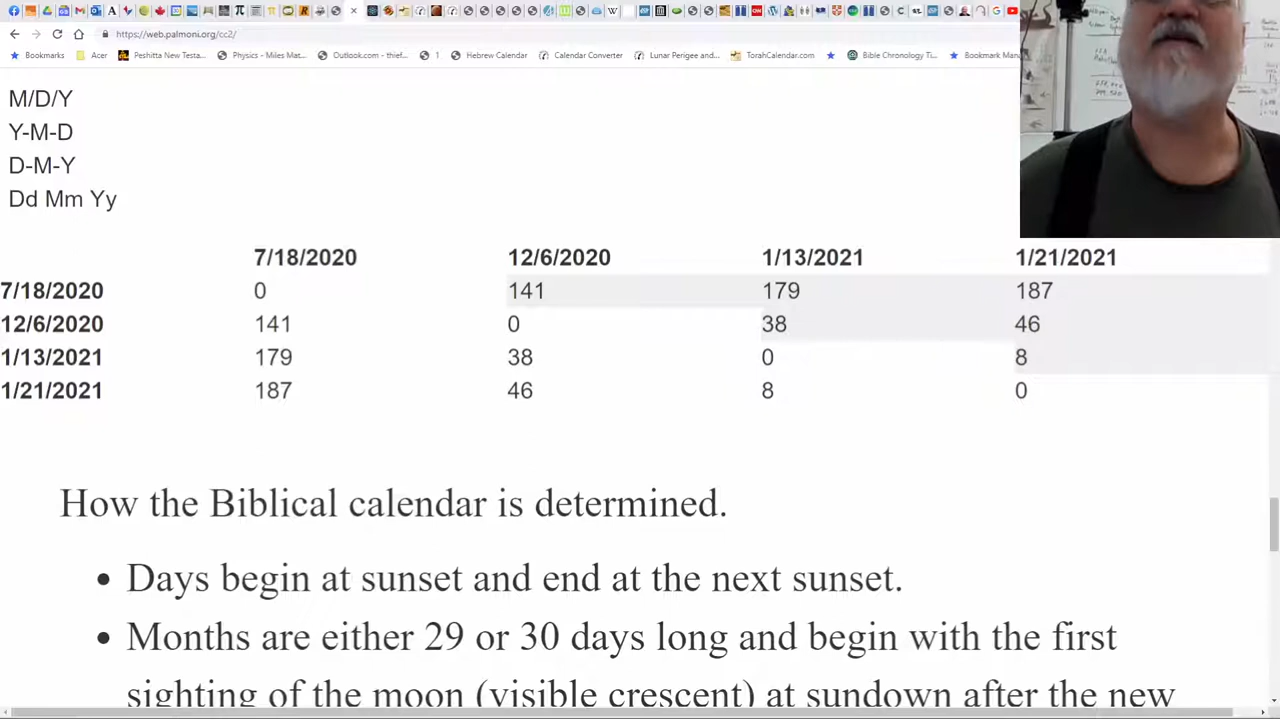 https://web.palmoni.org/cc2/
Bookmarks Acer Peshitta New Testa... Physics – Miles Mat... Outlook.com - thief... 1 Hebrew Calendar Calendar Converter Lunar Perigee and... TorahCalendar.com Bible Chronology Ti... Bookmark Man
M/D/Y
Y-M-D
D-M-Y
Dd Mm Yy
7/18/2020 12/6/2020 1/13/2021 1/21/2021
7/18/2020 0 141 179 187
12/6/2020 141 0 38 46
1/13/2021 179 38 0 8
1/21/2021 187 46 8 0
How the Biblical calendar is determined.
• Days begin at sunset and end at the next sunset.
• Months are either 29 or 30 days long and begin with the first
sighting of the moon (visible crescent) at sundown after the new